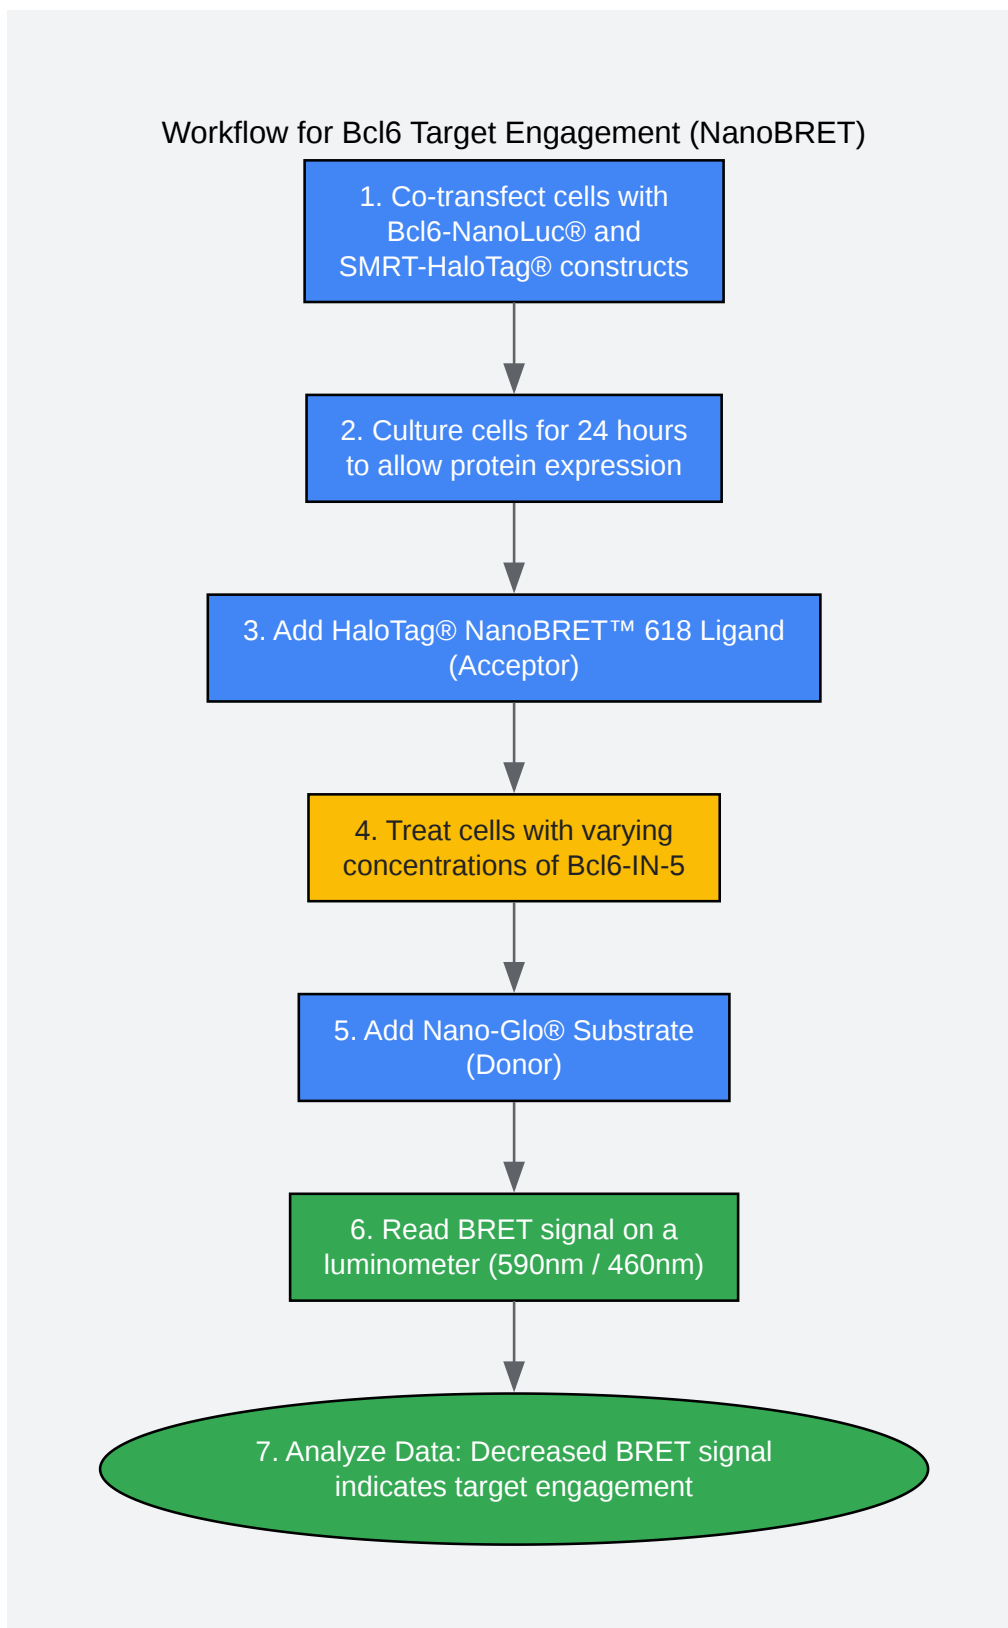 Workflow for Bcl6 Target Engagement (NanoBRET)
1. Co-transfect cells with
Bcl6-NanoLuc® and
SMRT-HaloTag® constructs
2. Culture cells for 24 hours
to allow protein expression
3. Add HaloTag® NanoBRET™ 618 Ligand
(Acceptor)
4. Treat cells with varying
concentrations of Bcl6-IN-5
5. Add Nano-Glo® Substrate
(Donor)
6. Read BRET signal on a
luminometer (590nm / 460nm)
7. Analyze Data: Decreased BRET signal
indicates target engagement